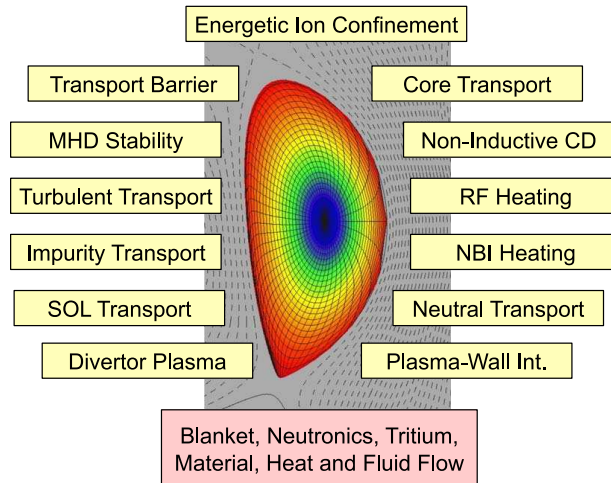 Energetic Ion Confinement
Transport Barrier
Core Transport
MHD Stability
Non-Inductive CD
Turbulent Transport
RF Heating
Impurity Transport
NBI Heating
SOL Transport
Neutral Transport
Divertor Plasma
Plasma-Wall Int.
Blanket, Neutronics, Tritium,
Material, Heat and Fluid Flow